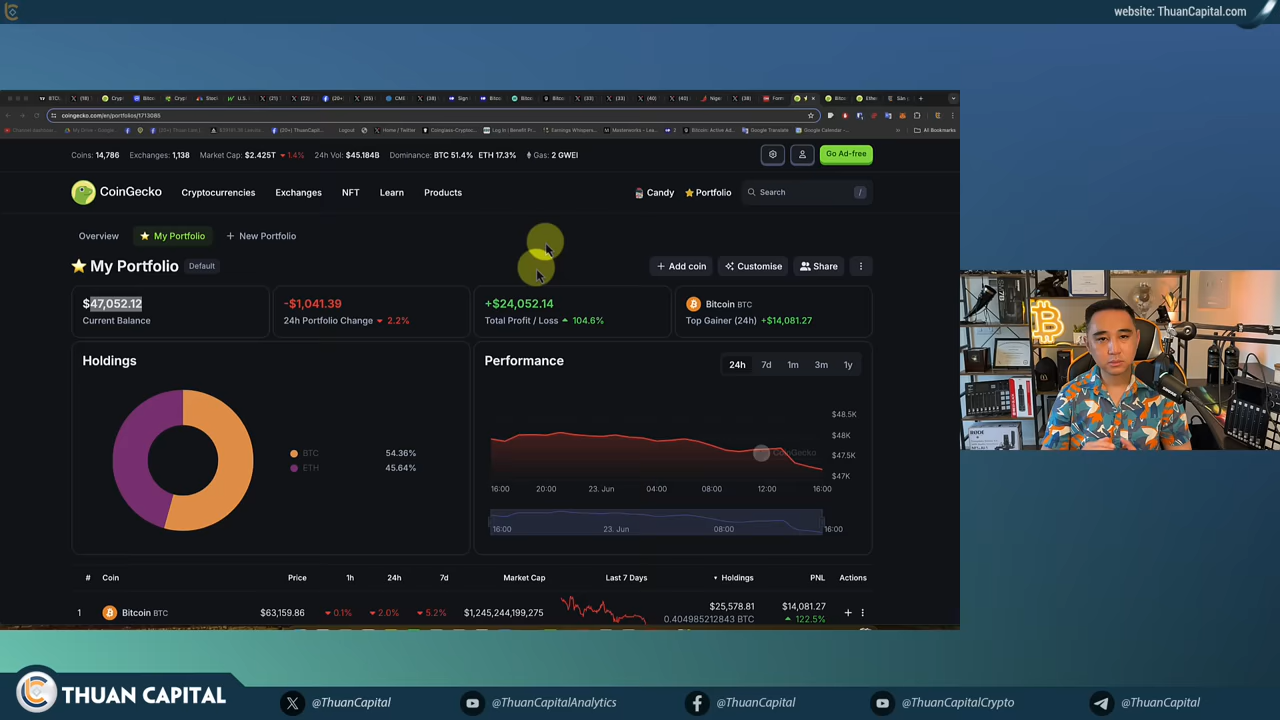 website: ThuanCapital.com
coingecko.com/en/portfolios/1713086
All Bookmarks
Coins: 14,786 Exchanges: 1,138 Market Cap: $2.425T 1.4% 24h Vol: $45.184B Dominance: BTC 51.4% ETH 17.3% Gas: 2 GWEI
Go Ad-free
CoinGecko Cryptocurrencies Exchanges NFT Learn Products Candy Portfolio Search /
Overview My Portfolio + New Portfolio
My Portfolio Default + Add coin Customise Share
$47,052.12 -$1,041.39 +$24,052.14 Bitcoin BTC
Current Balance 24h Portfolio Change 2.2% Total Profit / Loss 104.6% Top Gainer (24h) +$14,081.27
Holdings Performance 24h 7d 1m 3m 1y
$48.5K
$48K
BTC 54.36% CoinGecko $47.5K
ETH 45.64%
$47K
16:00 20:00 23. Jun 04:00 08:00 12:00 16:00
16:00 23. Jun 08:00 16:00
# Coin Price 1h 24h 7d Market Cap Last 7 Days Holdings PNL Actions
1 Bitcoin BTC $63,159.86 0.1% 2.0% 5.2% $1,245,244,199,275 $25,578.81 $14,081.27 +
0.404985212843 BTC 122.5%
THUAN CAPITAL @ThuanCapital @ThuanCapitalAnalytics @ThuanCapital @ThuanCapitalCrypto @ThuanCapital